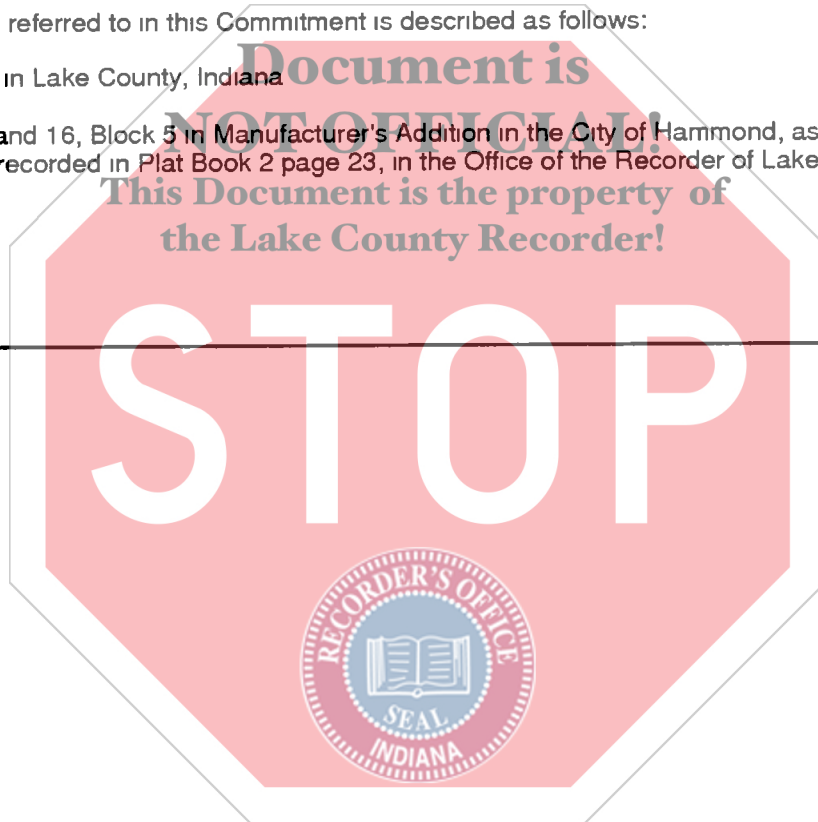 referred to in this Commitment is described as follows:
Document is
in Lake County, Indiana
NOT OFFICIAL!
and 16, Block 5 in Manufacturer's Addition in the City of Hammond, as
recorded in Plat Book 2 page 23, in the Office of the Recorder of Lake
This Document is the property of
the Lake County Recorder!
STOP
RECORDER'S OFFICE
SEAL
INDIANA